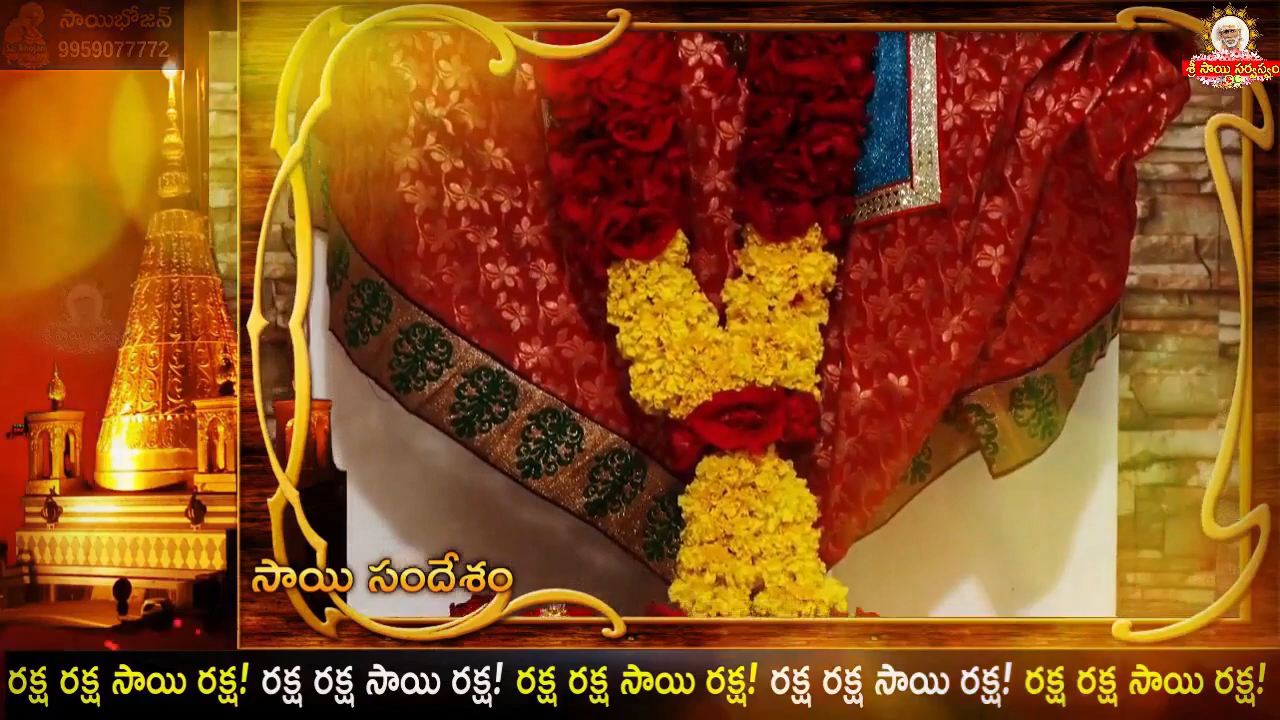 సాయిభోజన్
9959077772
శ్రీ సాయి సర్వస్వం
సాయి సందేశం
రక్ష రక్ష సాయి రక్ష! రక్ష రక్ష సాయి రక్ష! రక్ష రక్ష సాయి రక్ష! రక్ష రక్ష సాయి రక్ష! రక్ష రక్ష సాయి రక్ష!